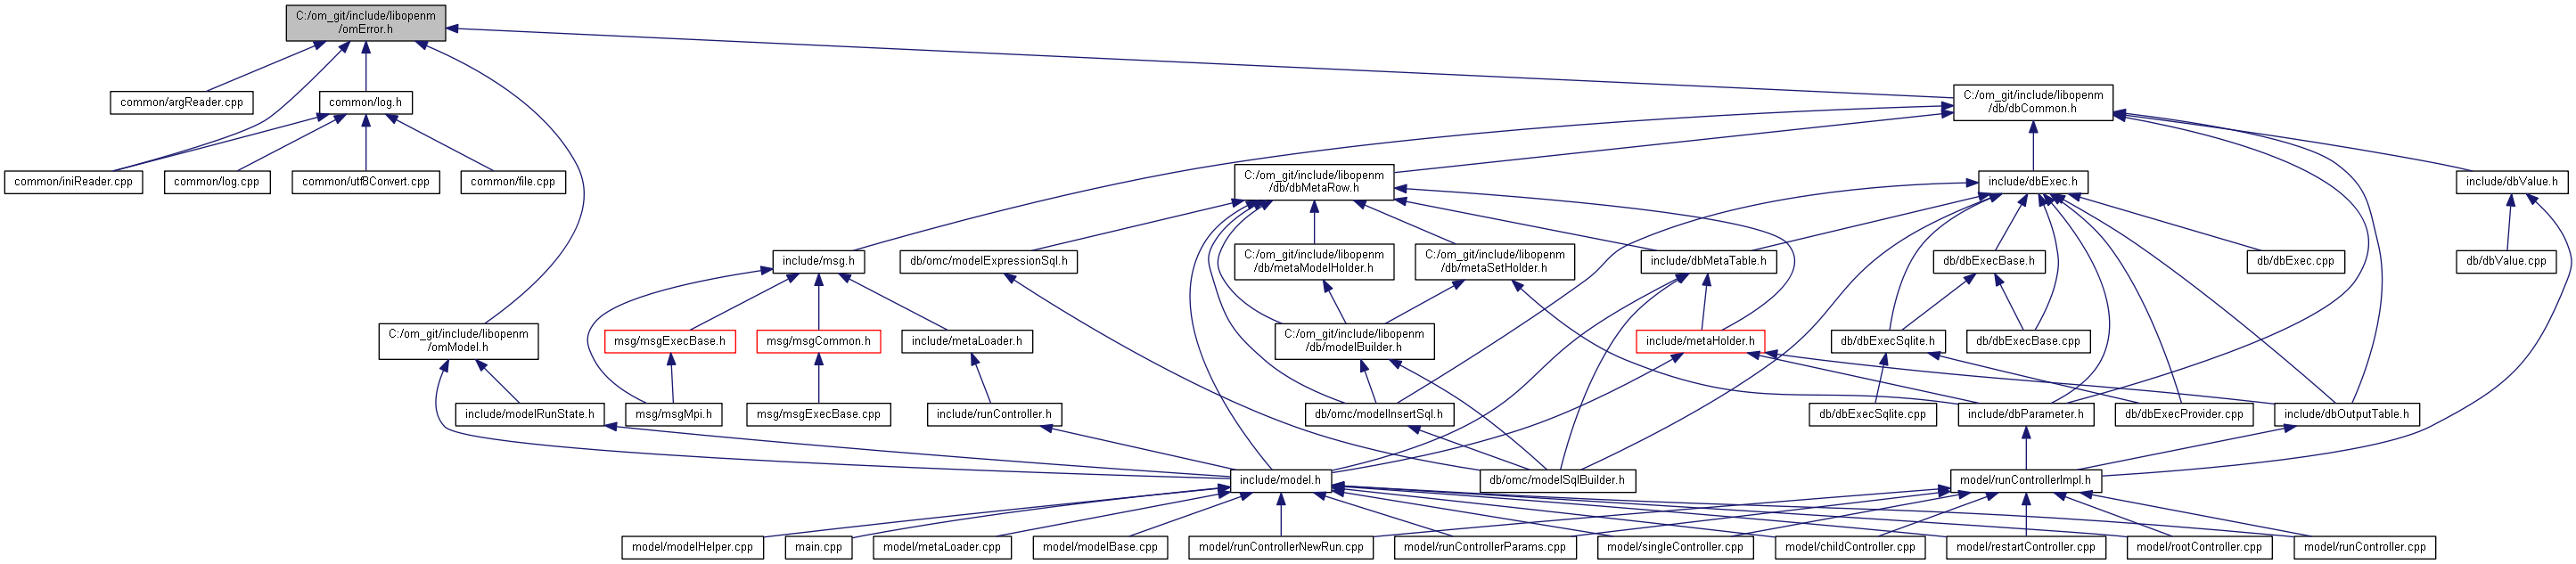 C:/om_git/include/libopenm
/omError.h
common/argReader.cpp
common/log.h
C:/om_git/include/libopenm
/db/dbCommon.h
common/iniReader.cpp
common/log.cpp
common/utf8Convert.cpp
common/file.cpp
C:/om_git/include/libopenm
/db/dbMetaRow.h
include/dbExec.h
include/dbValue.h
include/msg.h
db/omc/modelExpressionSql.h
C:/om_git/include/libopenm
/db/metaModelHolder.h
C:/om_git/include/libopenm
/db/metaSetHolder.h
include/dbMetaTable.h
db/dbExecBase.h
db/dbExec.cpp
db/dbValue.cpp
C:/om_git/include/libopenm
/omModel.h
msg/msgExecBase.h
msg/msgCommon.h
include/metaLoader.h
C:/om_git/include/libopenm
/db/modelBuilder.h
include/metaHolder.h
db/dbExecSqlite.h
db/dbExecBase.cpp
include/modelRunState.h
msg/msgMpi.h
msg/msgExecBase.cpp
include/runController.h
db/omc/modelInsertSql.h
db/dbExecSqlite.cpp
include/dbParameter.h
db/dbExecProvider.cpp
include/dbOutputTable.h
include/model.h
db/omc/modelSqlBuilder.h
model/runControllerImpl.h
model/modelHelper.cpp
main.cpp
model/metaLoader.cpp
model/modelBase.cpp
model/runControllerNewRun.cpp
model/runControllerParams.cpp
model/singleController.cpp
model/childController.cpp
model/restartController.cpp
model/rootController.cpp
model/runController.cpp